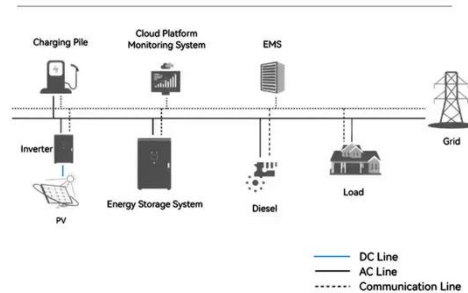 Charging Pile
Cloud Platform
Monitoring System
EMS
Inverter
Grid
PV
Energy Storage System
Diesel
Load
DC Line
AC Line
Communication Line